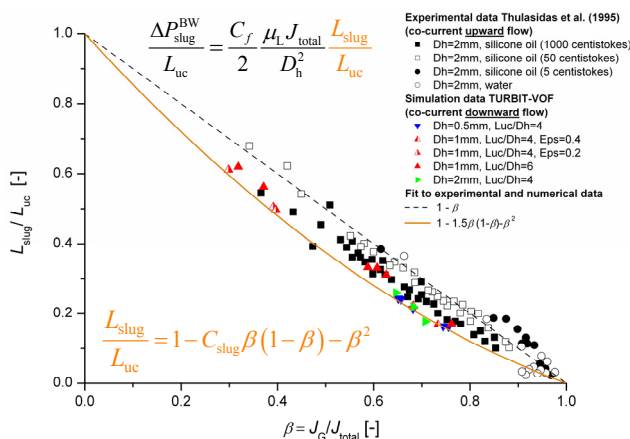 ΔP_slug^BW / L_uc = C_f / 2 μ_L J_total / D_h^2 L_slug / L_uc
Experimental data Thulasidas et al. (1995)
(co-current upward flow)
Dh=2mm, silicone oil (1000 centistokes)
Dh=2mm, silicone oil (50 centistokes)
Dh=2mm, silicone oil (5 centistokes)
Dh=2mm, water
Simulation data TURBIT-VOF
(co-current downward flow)
Dh=0.5mm, Luc/Dh=4
Dh=1mm, Luc/Dh=4, Eps=0.4
Dh=1mm, Luc/Dh=4, Eps=0.2
Dh=1mm, Luc/Dh=6
Dh=2mm, Luc/Dh=4
Fit to experimental and numerical data
1 - β
1 - 1.5β(1-β)-β²
1.0
0.8
0.6
0.4
0.2
0.0
L_slug / L_uc [-]
L_slug / L_uc = 1 − C_slug β(1−β) − β²
0.0 0.2 0.4 0.6 0.8 1.0
β = J_G/J_total [-]